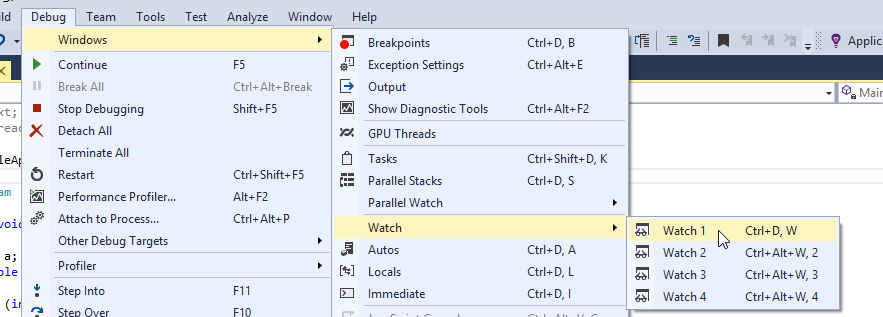 Debug Team Tools Test Analyze Window Help
Windows
Continue F5
Break All Ctrl+Alt+Break
Stop Debugging Shift+F5
Detach All
Terminate All
Restart Ctrl+Shift+F5
Performance Profiler... Alt+F2
Attach to Process... Ctrl+Alt+P
Other Debug Targets
Profiler
Step Into F11
Step Over F10
Breakpoints Ctrl+D, B
Exception Settings Ctrl+Alt+E
Output
Show Diagnostic Tools Ctrl+Alt+F2
GPU Threads
Tasks Ctrl+Shift+D, K
Parallel Stacks Ctrl+D, S
Parallel Watch
Watch
Autos Ctrl+D, A
Locals Ctrl+D, L
Immediate Ctrl+D, I
Watch 1 Ctrl+D, W
Watch 2 Ctrl+Alt+W, 2
Watch 3 Ctrl+Alt+W, 3
Watch 4 Ctrl+Alt+W, 4
Applic
Main
xt;
reac
leAp
am
void
a;
ble
(in